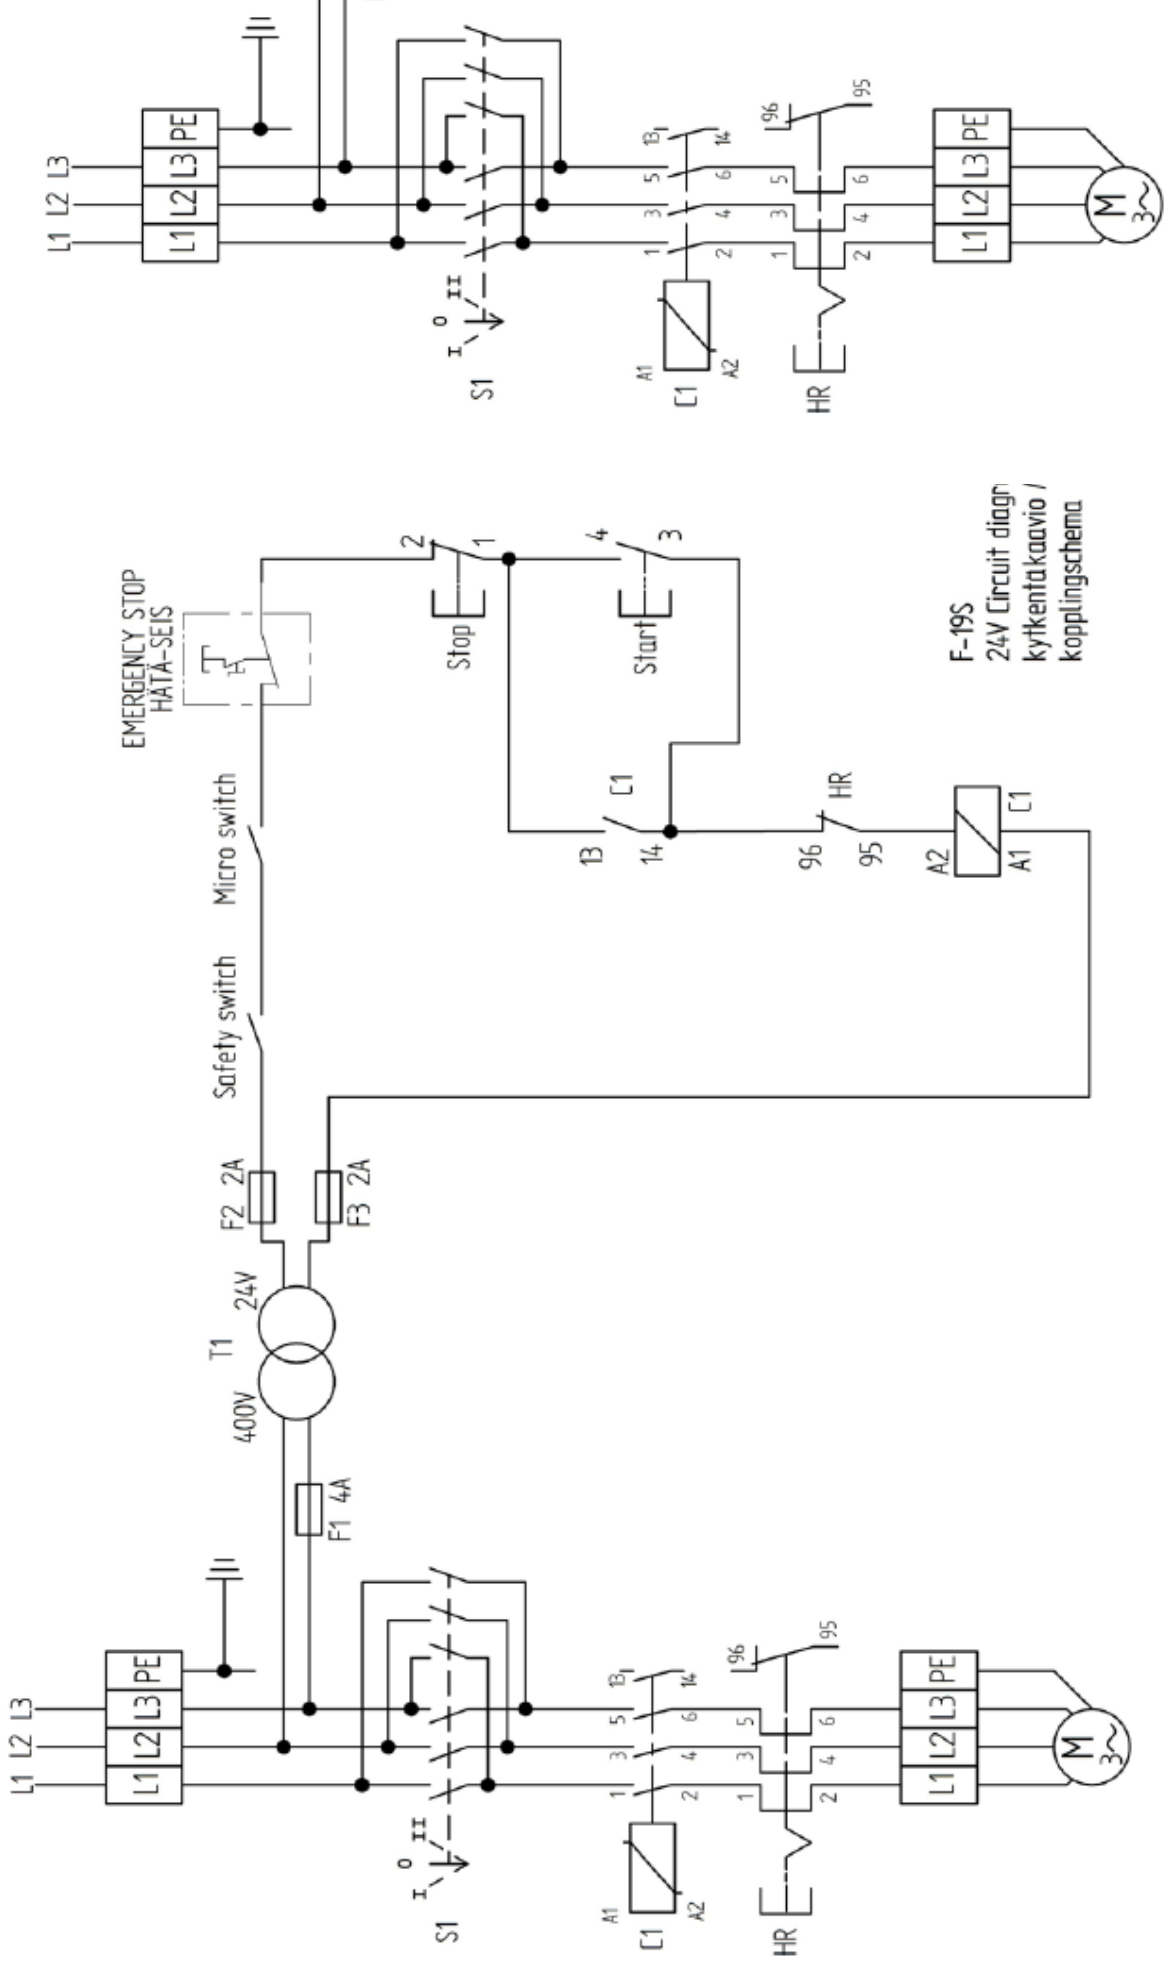 L1 L2 L3
L1 L2 L3 PE
I 0 II
S1
A1 1 3 5 13
C1
A2 2 4 6 14
1 3 5 96
HR
2 4 6 95
L1 L2 L3 PE
M
3~
400V T1 24V
F1 4A
F2 2A
F3 2A
Safety switch
Micro switch
EMERGENCY STOP
HÄTÄ-SEIS
Stop
2
1
Start
4
3
13
C1
14
96
HR
95
A2
C1
A1
F-19S
24V Circuit diagr
kytkentäkaavio /
kopplingschema
L1 L2 L3
L1 L2 L3 PE
I 0 II
S1
A1 1 3 5 13
C1
A2 2 4 6 14
1 3 5 96
HR
2 4 6 95
L1 L2 L3 PE
M
3~